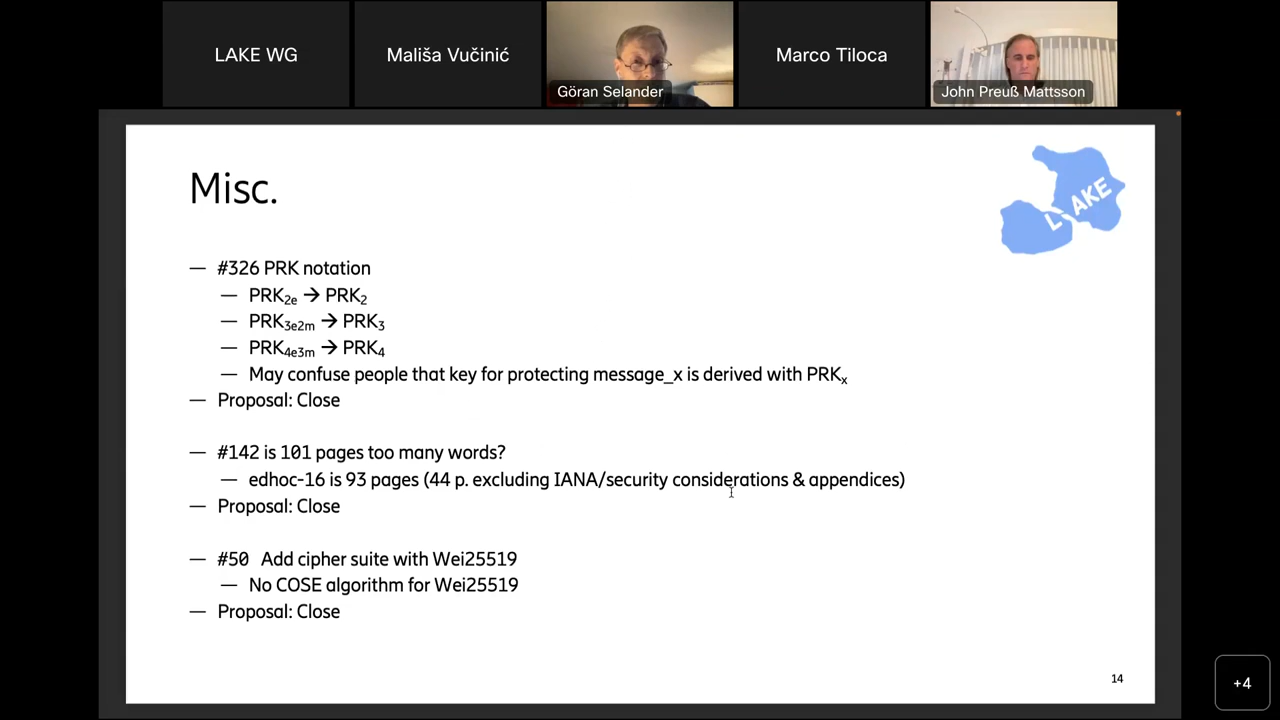 LAKE WG
Mališa Vučinić
Göran Selander
Marco Tiloca
John Preuß Mattsson
LAKE
Misc.
— #326 PRK notation
— PRK2e → PRK2
— PRK3e2m → PRK3
— PRK4e3m → PRK4
— May confuse people that key for protecting message_x is derived with PRKx
— Proposal: Close
— #142 is 101 pages too many words?
— edhoc-16 is 93 pages (44 p. excluding IANA/security considerations & appendices)
— Proposal: Close
— #50 Add cipher suite with Wei25519
— No COSE algorithm for Wei25519
— Proposal: Close
14
+4